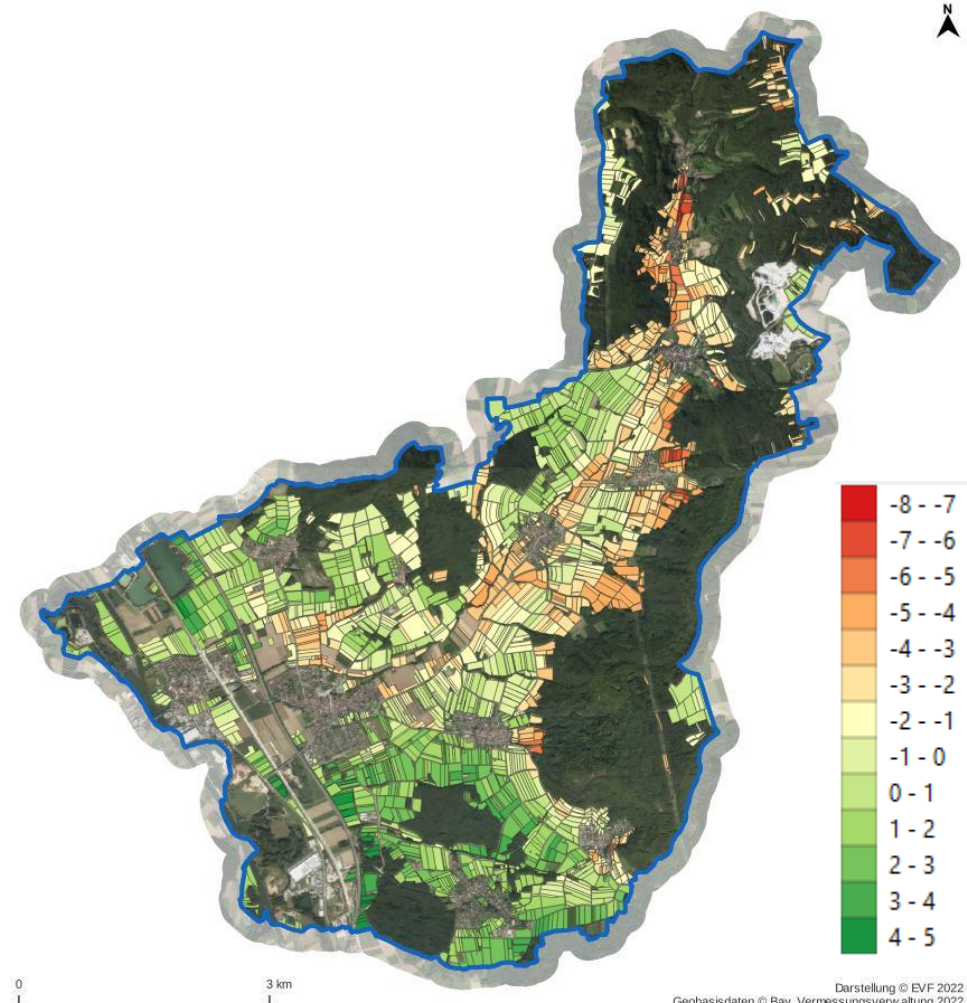 N
-8 - -7
-7 - -6
-6 - -5
-5 - -4
-4 - -3
-3 - -2
-2 - -1
-1 - 0
0 - 1
1 - 2
2 - 3
3 - 4
4 - 5
0 3 km
Darstellung © EVF 2022
Geobasisdaten © Bay. Vermessungsverwaltung 2022